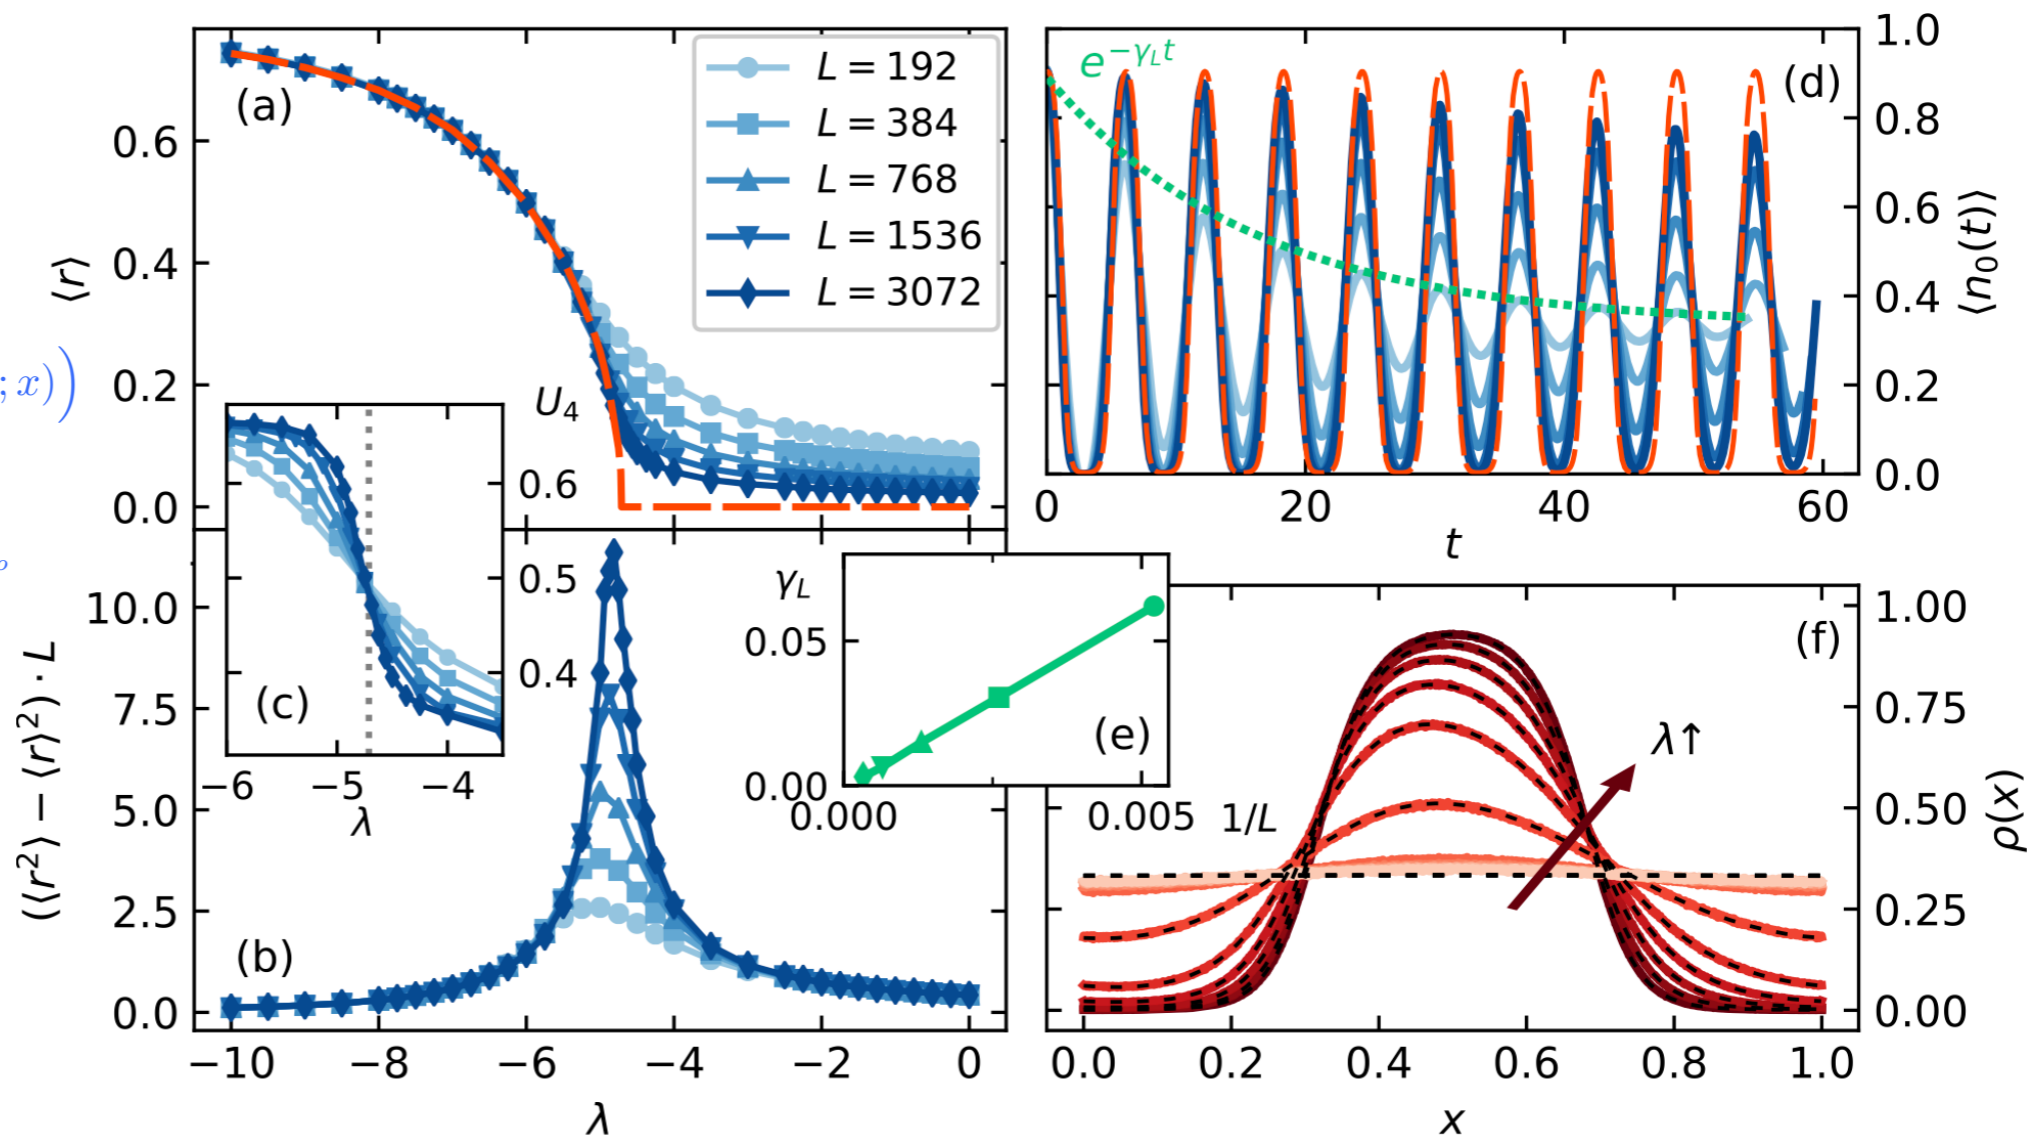 ; x))
(a)
⟨r⟩
0.6
0.4
0.2
0.0
L = 192
L = 384
L = 768
L = 1536
L = 3072
(b)
(⟨r²⟩ − ⟨r⟩²) · L
10.0
7.5
5.0
2.5
0.0
−10
−8
−6
−4
−2
0
λ
(c)
U₄
0.6
0.5
0.4
−6
−5
−4
λ
(d)
e^{−γ_L t}
⟨n₀(t)⟩
1.0
0.8
0.6
0.4
0.2
0.0
0
20
40
60
t
(e)
γ_L
0.05
0.00
0.000
0.005
1/L
(f)
λ↑
ρ(x)
1.00
0.75
0.50
0.25
0.00
0.0
0.2
0.4
0.6
0.8
1.0
x